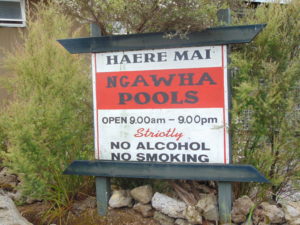 HAERE MAI
NGAWHA
POOLS
OPEN 9.00am – 9.00pm
Strictly
NO ALCOHOL
NO SMOKING